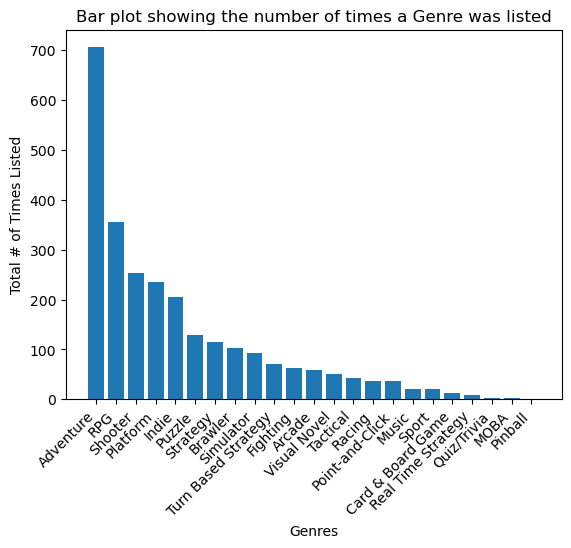 Bar plot showing the number of times a Genre was listed
Total # of Times Listed
700
600
500
400
300
200
100
0
Adventure
RPG
Shooter
Platform
Indie
Puzzle
Strategy
Brawler
Simulator
Turn Based Strategy
Fighting
Arcade
Visual Novel
Tactical
Racing
Point-and-Click
Music
Sport
Card & Board Game
Real Time Strategy
Quiz/Trivia
MOBA
Pinball
Genres